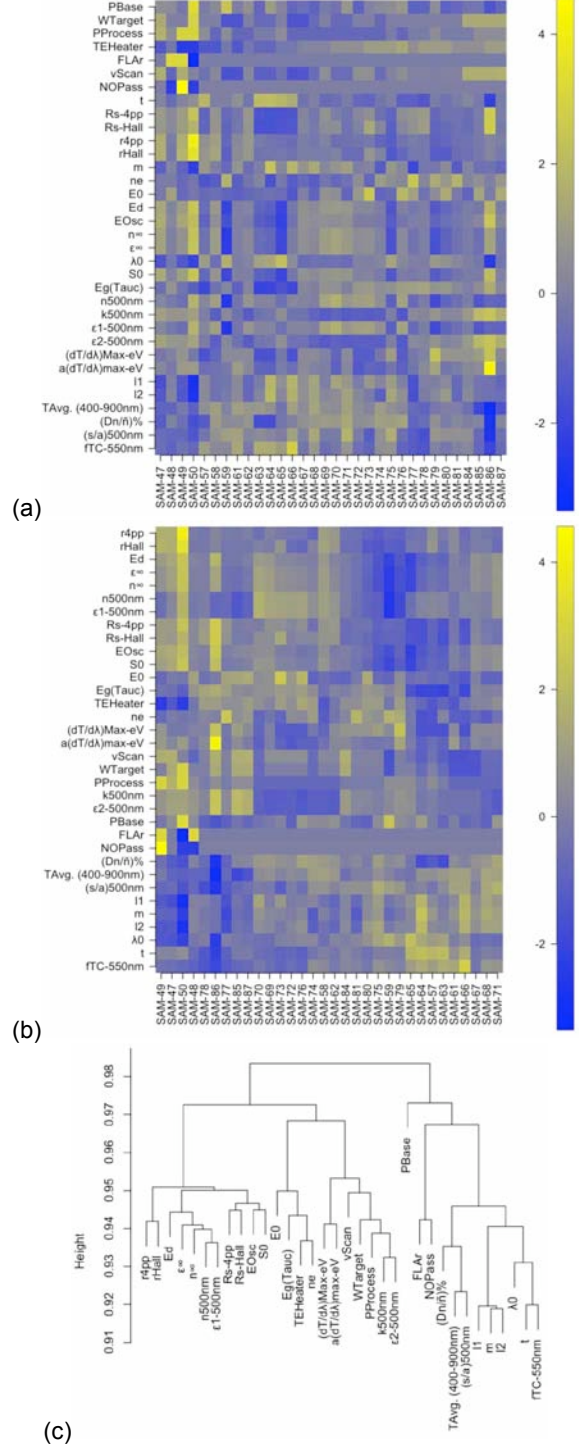 PBase
WTarget
PProcess
TEHeater
FLAr
vScan
NOPass
t
Rs-4pp
Rs-Hall
r4pp
rHall
m
ne
E0
Ed
EOsc
n∞
ε∞
λ0
S0
Eg(Tauc)
n500nm
k500nm
ε1-500nm
ε2-500nm
(dT/dλ)Max-eV
a(dT/dλ)max-eV
I1
I2
TAvg. (400-900nm)
(Dn/ñ)%
(s/a)500nm
fTC-550nm
4
2
0
-2
SAM-47
SAM-48
SAM-49
SAM-50
SAM-57
SAM-58
SAM-59
SAM-61
SAM-62
SAM-63
SAM-64
SAM-65
SAM-66
SAM-67
SAM-68
SAM-69
SAM-70
SAM-71
SAM-72
SAM-73
SAM-74
SAM-75
SAM-76
SAM-77
SAM-78
SAM-79
SAM-80
SAM-81
SAM-84
SAM-85
SAM-86
SAM-87
(a)
r4pp
rHall
Ed
ε∞
n∞
n500nm
ε1-500nm
Rs-4pp
Rs-Hall
EOsc
S0
E0
Eg(Tauc)
TEHeater
ne
(dT/dλ)Max-eV
a(dT/dλ)max-eV
vScan
WTarget
PProcess
k500nm
ε2-500nm
PBase
FLAr
NOPass
(Dn/ñ)%
TAvg. (400-900nm)
(s/a)500nm
I1
m
I2
λ0
t
fTC-550nm
4
2
0
-2
SAM-49
SAM-47
SAM-50
SAM-48
SAM-78
SAM-86
SAM-77
SAM-85
SAM-87
SAM-70
SAM-69
SAM-73
SAM-72
SAM-76
SAM-74
SAM-58
SAM-62
SAM-84
SAM-81
SAM-80
SAM-75
SAM-59
SAM-79
SAM-65
SAM-64
SAM-57
SAM-63
SAM-61
SAM-66
SAM-67
SAM-68
SAM-71
(b)
Height
0.98
0.97
0.96
0.95
0.94
0.93
0.92
0.91
r4pp
rHall
Ed
ε∞
n∞
n500nm
ε1-500nm
Rs-4pp
Rs-Hall
EOsc
S0
E0
Eg(Tauc)
TEHeater
ne
(dT/dλ)Max-eV
a(dT/dλ)max-eV
vScan
WTarget
PProcess
k500nm
ε2-500nm
PBase
FLAr
NOPass
(Dn/ñ)%
TAvg. (400-900nm)
(s/a)500nm
I1
m
I2
λ0
t
fTC-550nm
(c)